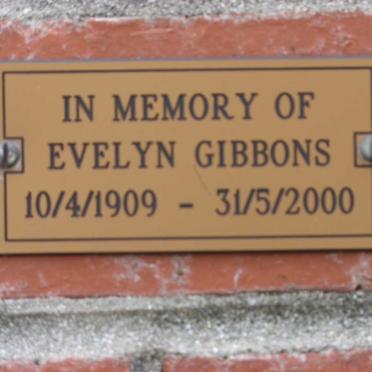 IN MEMORY OF
EVELYN GIBBONS
10/4/1909 - 31/5/2000